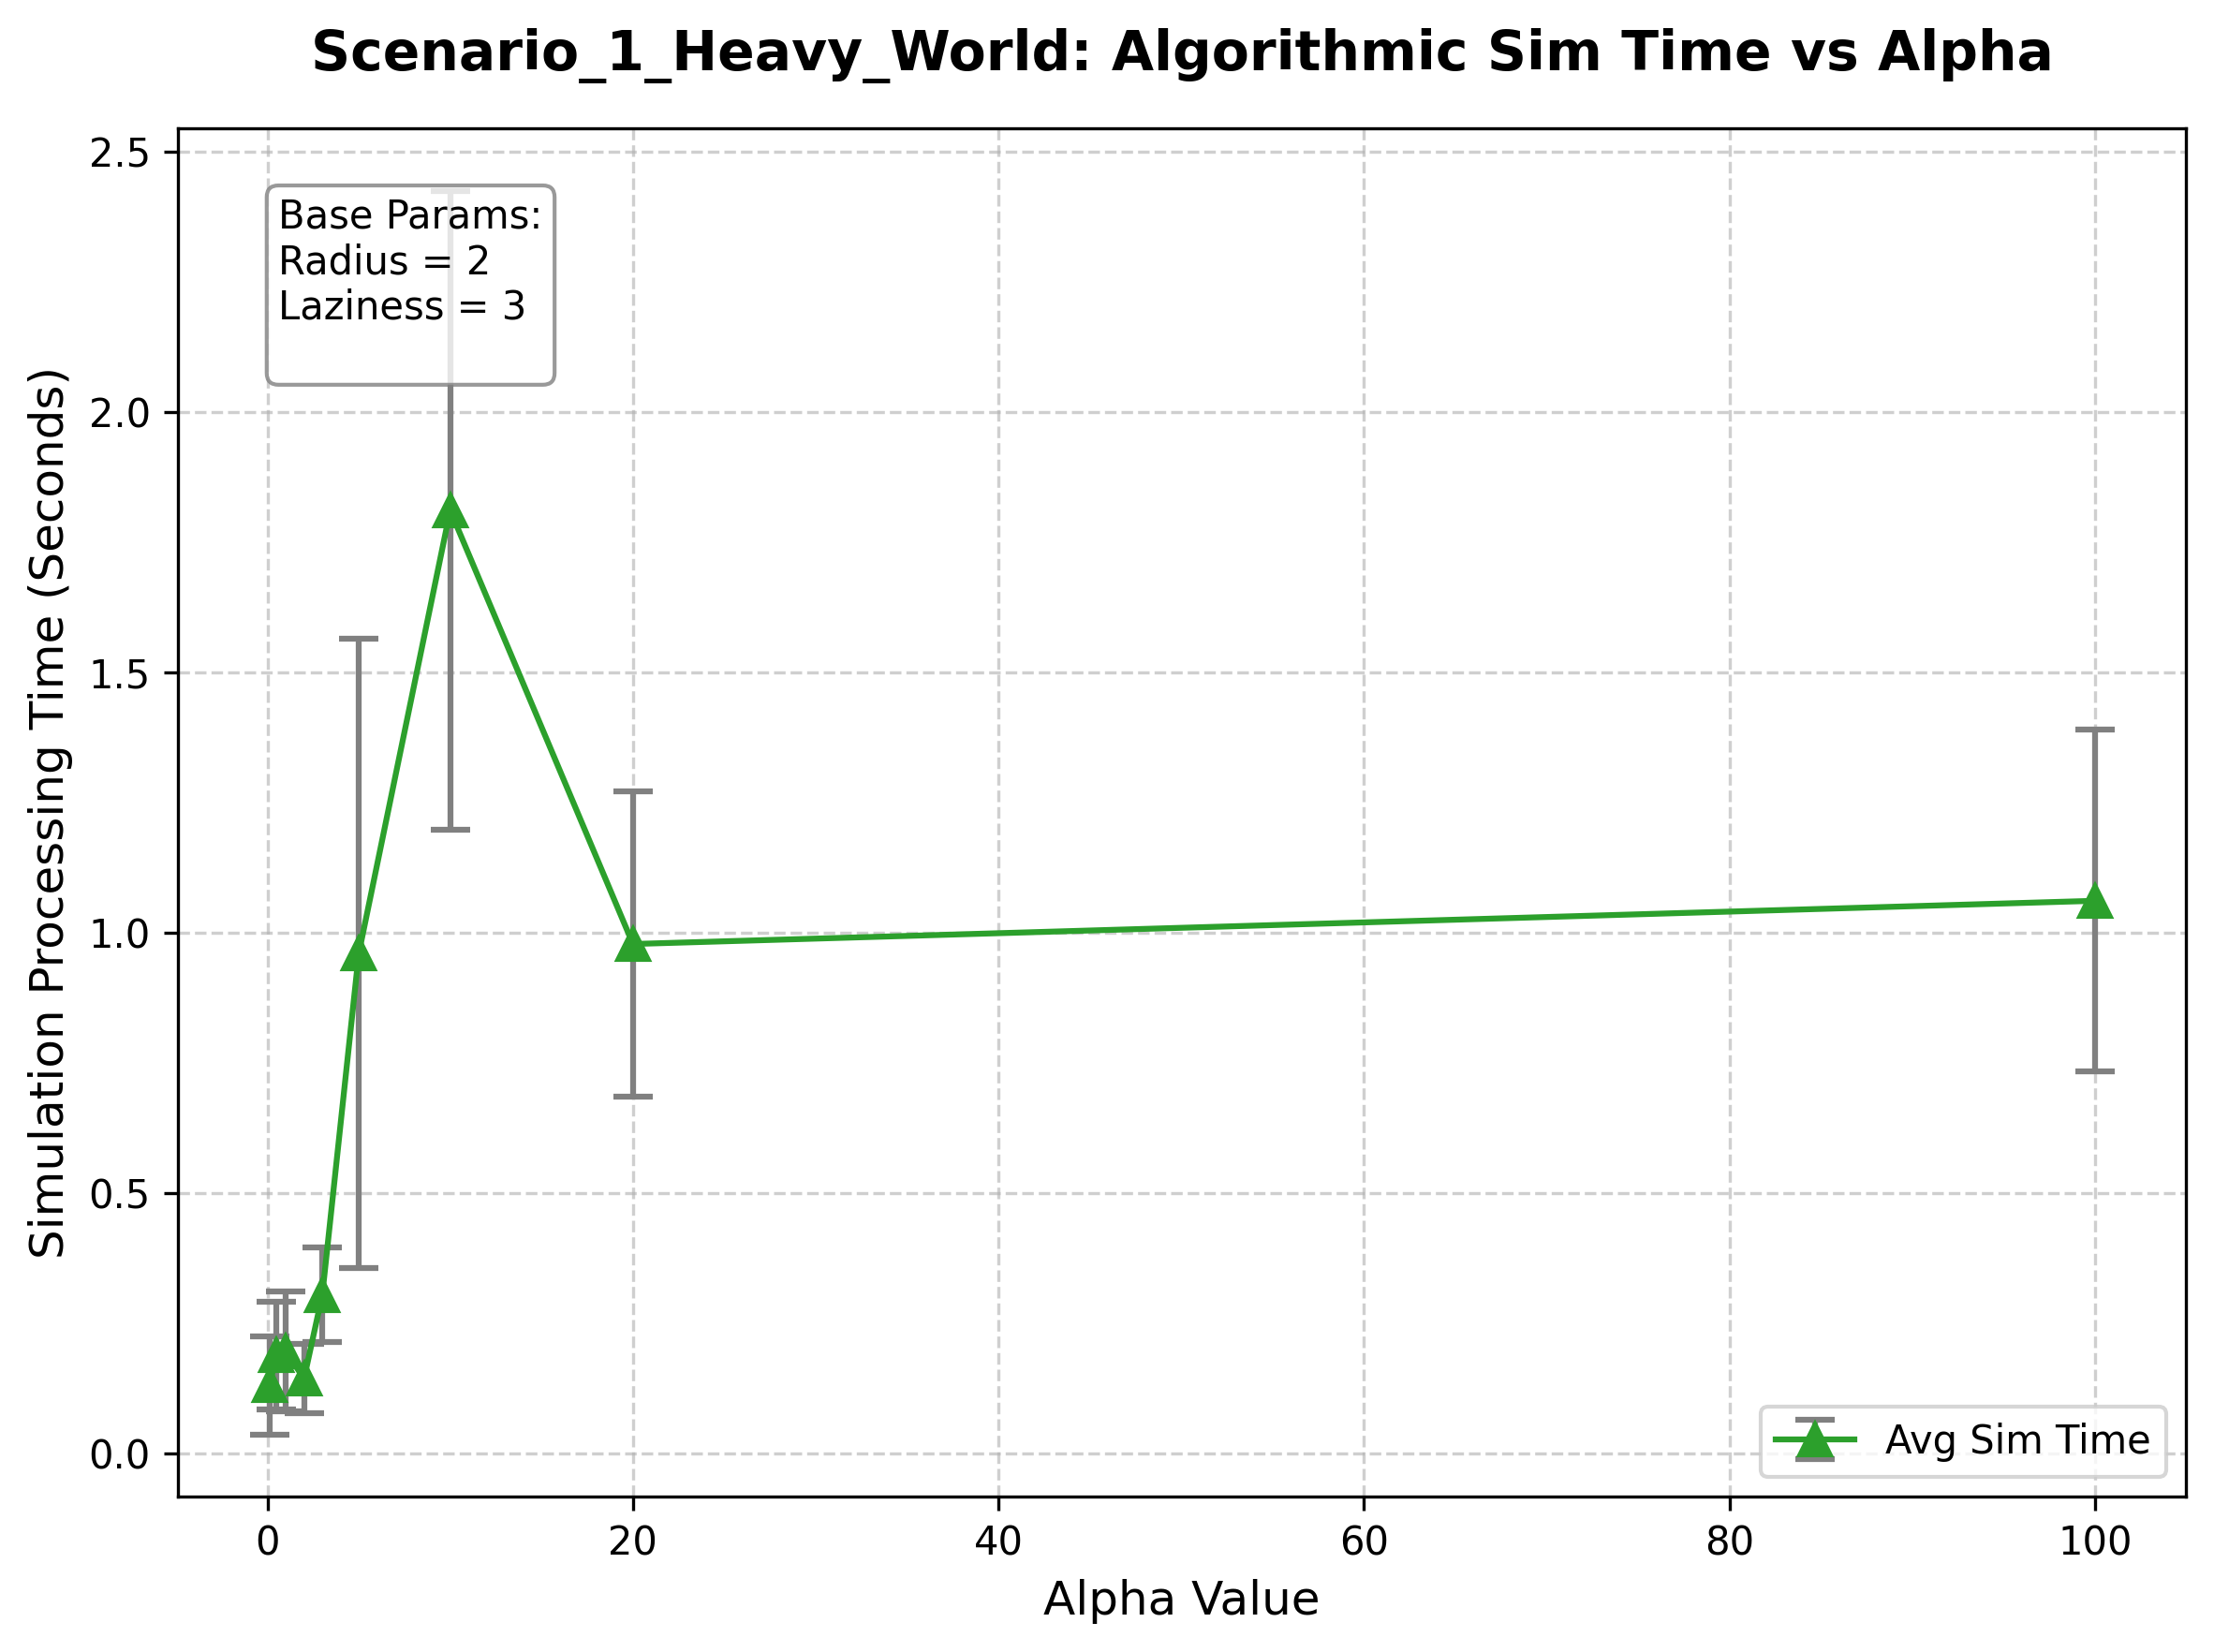 Scenario_1_Heavy_World: Algorithmic Sim Time vs Alpha
Simulation Processing Time (Seconds)
2.5
2.0
1.5
1.0
0.5
0.0
Base Params:
Radius = 2
Laziness = 3
Avg Sim Time
0 20 40 60 80 100
Alpha Value